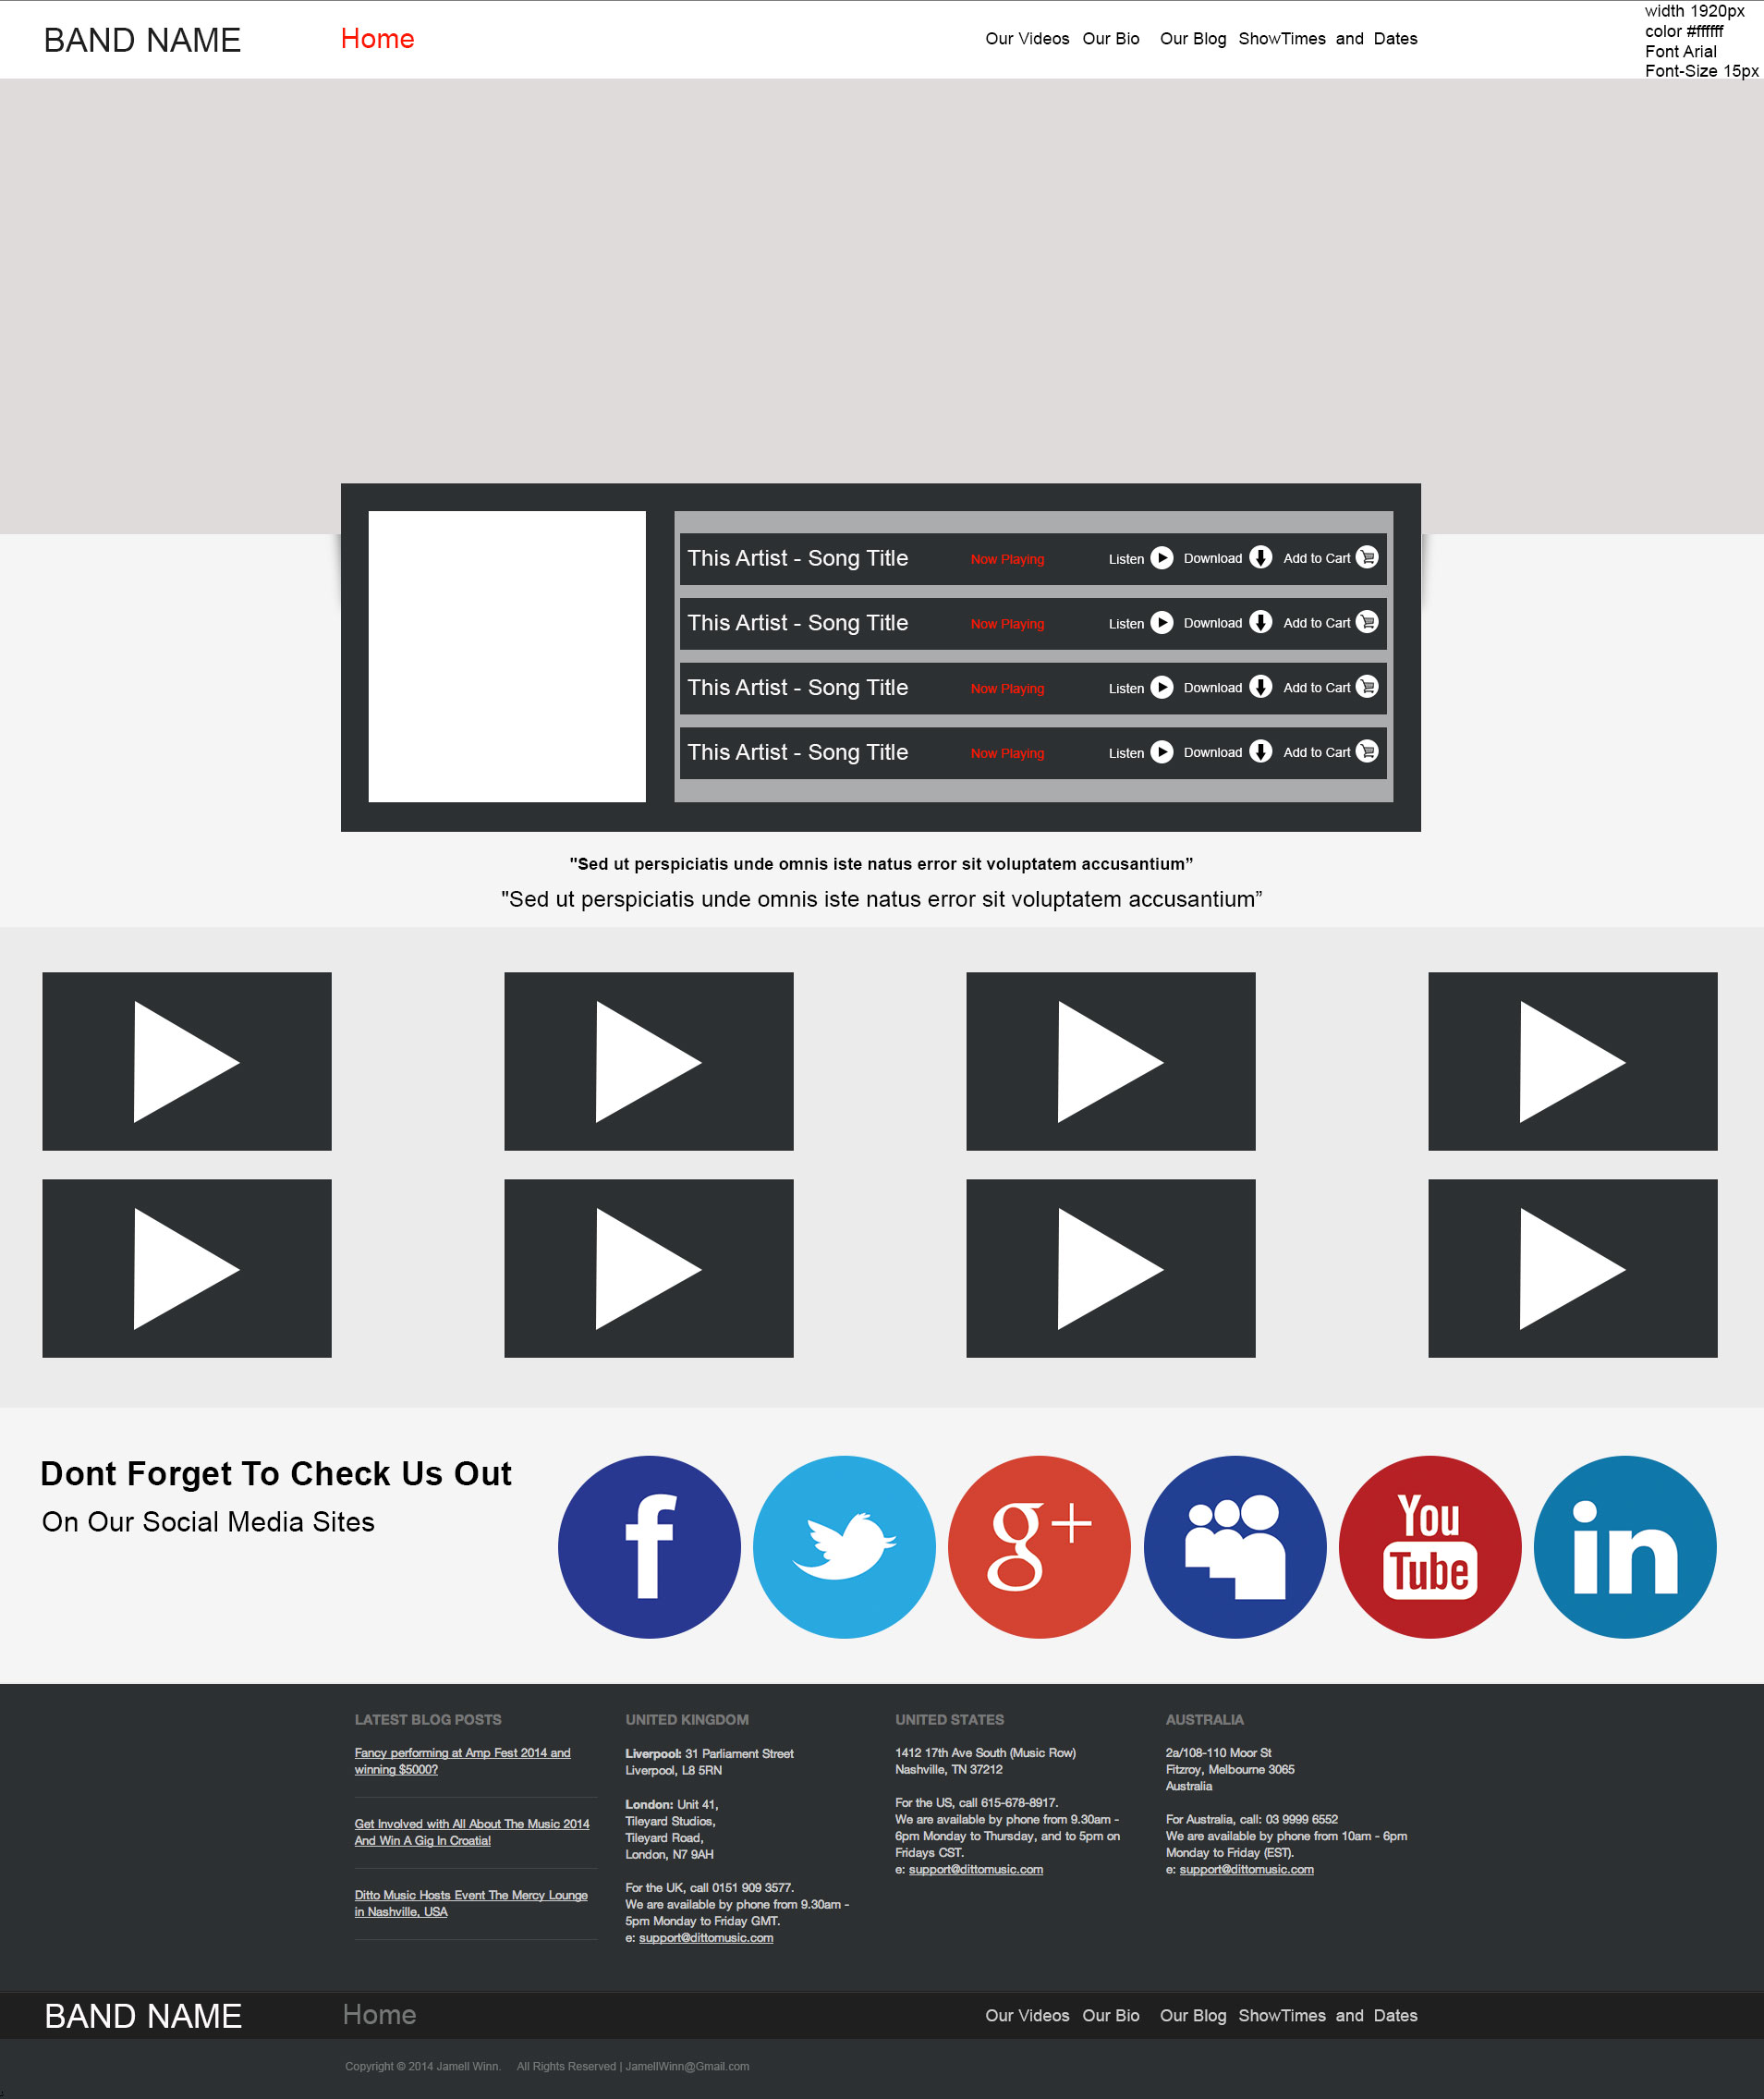 BAND NAME
Home
Our Videos Our Bio Our Blog ShowTimes and Dates
width 1920px
color #ffffff
Font Arial
Font-Size 15px
This Artist - Song Title Now Playing Listen Download Add to Cart
This Artist - Song Title Now Playing Listen Download Add to Cart
This Artist - Song Title Now Playing Listen Download Add to Cart
This Artist - Song Title Now Playing Listen Download Add to Cart
"Sed ut perspiciatis unde omnis iste natus error sit voluptatem accusantium”
"Sed ut perspiciatis unde omnis iste natus error sit voluptatem accusantium”
Dont Forget To Check Us Out
On Our Social Media Sites
f
g+
You
Tube
in
LATEST BLOG POSTS
Fancy performing at Amp Fest 2014 and
winning $5000?
Get Involved with All About The Music 2014
And Win A Gig In Croatia!
Ditto Music Hosts Event The Mercy Lounge
in Nashville, USA
UNITED KINGDOM
Liverpool: 31 Parliament Street
Liverpool, L8 5RN
London: Unit 41,
Tileyard Studios,
Tileyard Road,
London, N7 9AH
For the UK, call 0151 909 3577.
We are available by phone from 9.30am -
5pm Monday to Friday GMT.
e: support@dittomusic.com
UNITED STATES
1412 17th Ave South (Music Row)
Nashville, TN 37212
For the US, call 615-678-8917.
We are available by phone from 9.30am -
6pm Monday to Thursday, and to 5pm on
Fridays CST.
e: support@dittomusic.com
AUSTRALIA
2a/108-110 Moor St
Fitzroy, Melbourne 3065
Australia
For Australia, call: 03 9999 6552
We are available by phone from 10am - 6pm
Monday to Friday (EST).
e: support@dittomusic.com
BAND NAME
Home
Our Videos Our Bio Our Blog ShowTimes and Dates
Copyright © 2014 Jamell Winn. All Rights Reserved | JamellWinn@Gmail.com